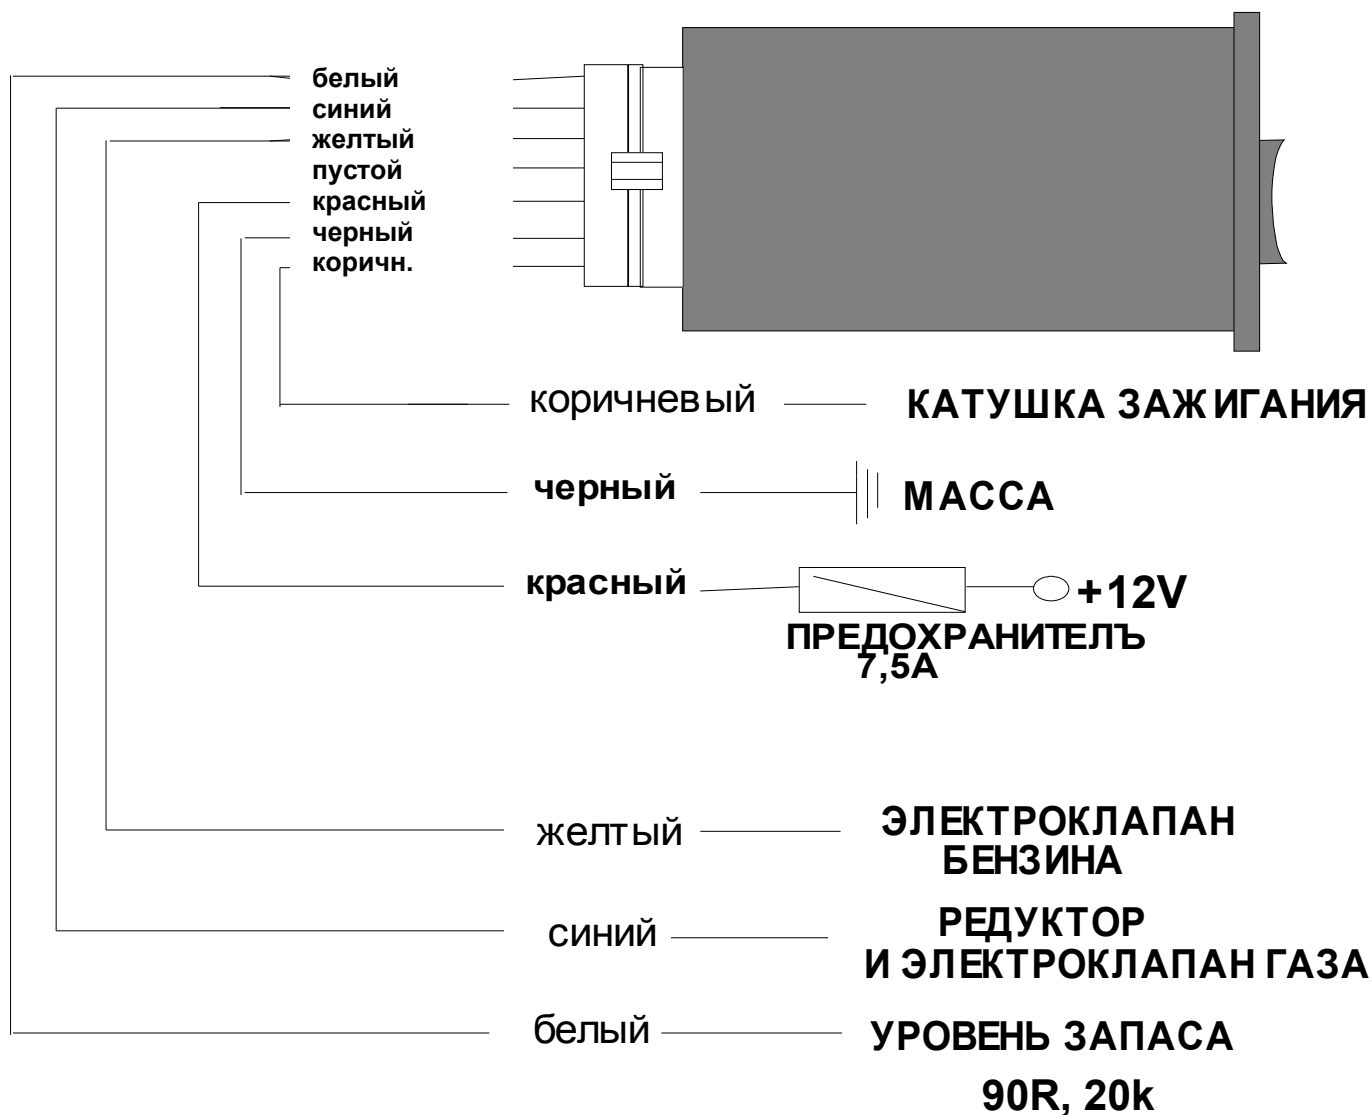 белый
синий
желтый
пустой
красный
черный
коричн.
коричневый
КАТУШКА ЗАЖИГАНИЯ
черный
МАССА
красный
+12V
ПРЕДОХРАНИТЕЛЪ
7,5А
желтый
ЭЛЕКТРОКЛАПАН
БЕНЗИНА
синий
РЕДУКТОР
И ЭЛЕКТРОКЛАПАН ГАЗА
белый
УРОВЕНЬ ЗАПАСА
90R, 20k